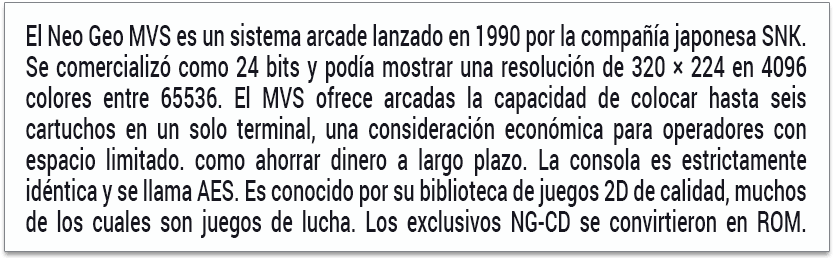 El Neo Geo MVS es un sistema arcade lanzado en 1990 por la compañía japonesa SNK.
Se comercializó como 24 bits y podía mostrar una resolución de 320 × 224 en 4096
colores entre 65536. El MVS ofrece arcadas la capacidad de colocar hasta seis
cartuchos en un solo terminal, una consideración económica para operadores con
espacio limitado. como ahorrar dinero a largo plazo. La consola es estrictamente
idéntica y se llama AES. Es conocido por su biblioteca de juegos 2D de calidad, muchos
de los cuales son juegos de lucha. Los exclusivos NG-CD se convirtieron en ROM.